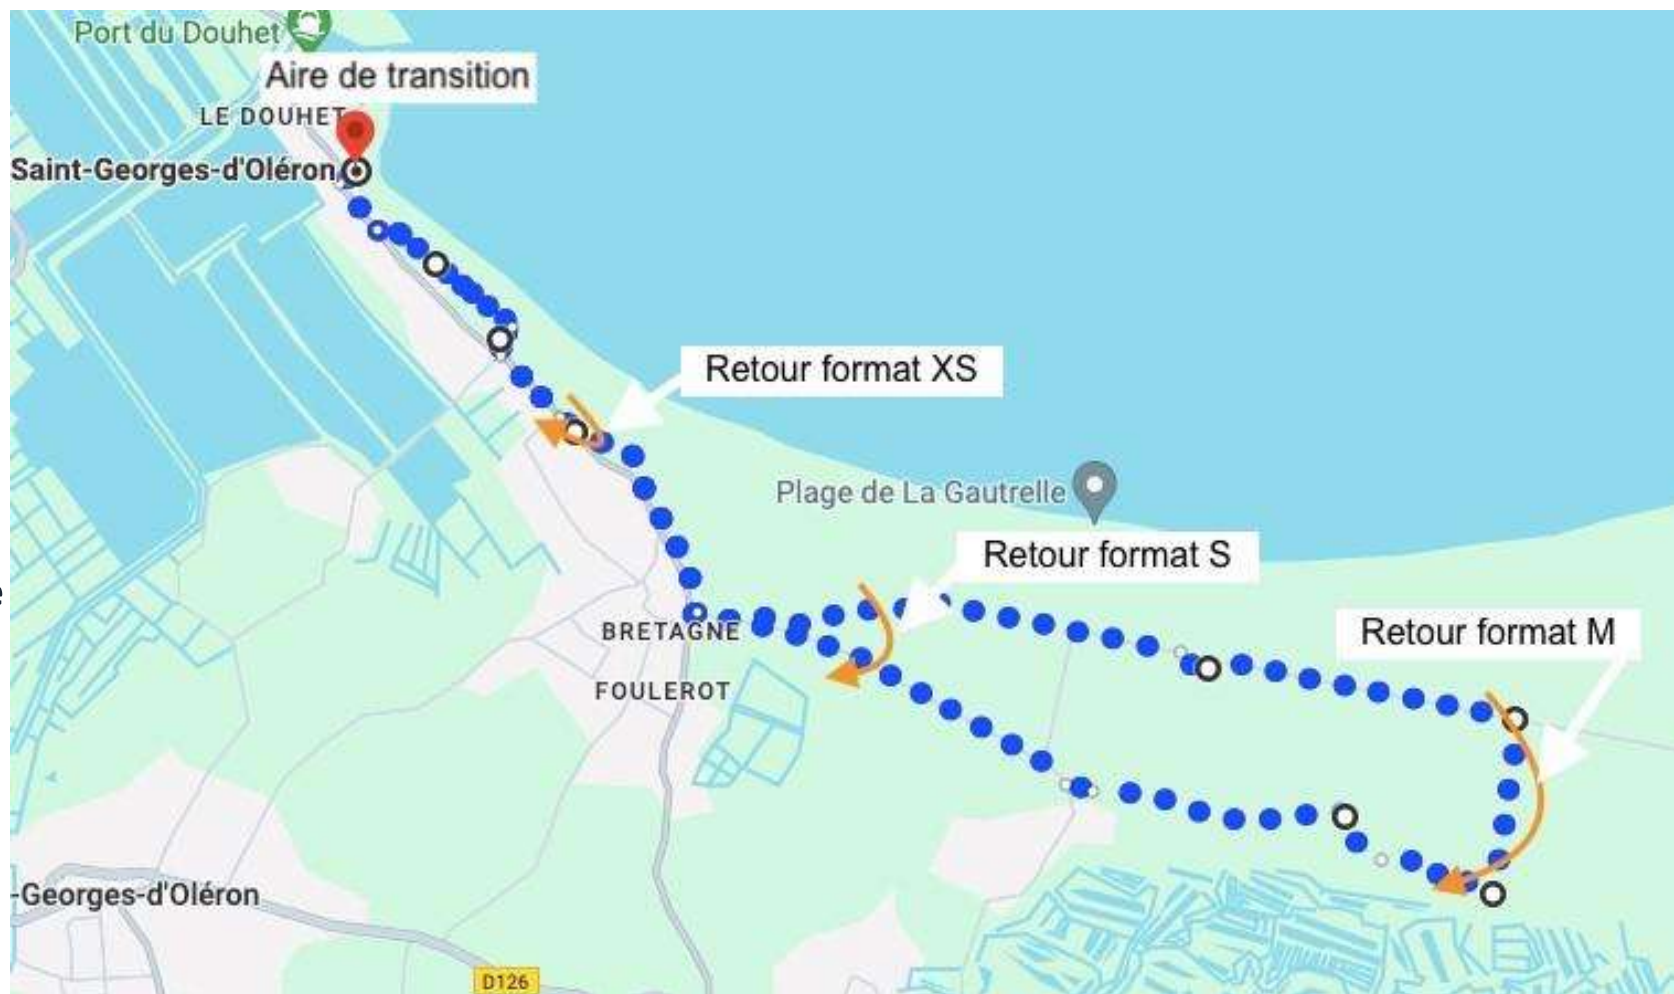 Port du Douhet
Aire de transition
LE DOUHET
Saint-Georges-d'Oléron
Retour format XS
Plage de La Gautrelle
Retour format S
e
BRETAGNE
Retour format M
FOULEROT
-Georges-d'Oléron
D126